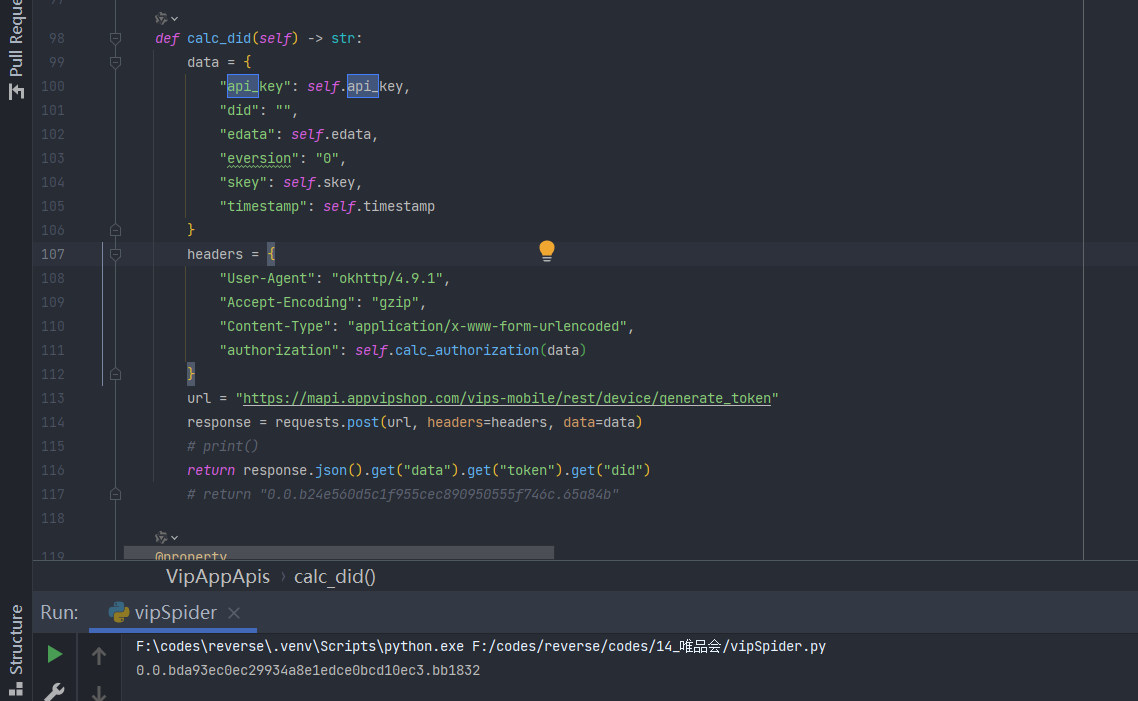 Pull Reque
98 def calc_did(self) -> str:
99 data = {
100 "api_key": self.api_key,
101 "did": "",
102 "edata": self.edata,
103 "eversion": "0",
104 "skey": self.skey,
105 "timestamp": self.timestamp
106 }
107 headers = {
108 "User-Agent": "okhttp/4.9.1",
109 "Accept-Encoding": "gzip",
110 "Content-Type": "application/x-www-form-urlencoded",
111 "authorization": self.calc_authorization(data)
112 }
113 url = "https://mapi.appvipshop.com/vips-mobile/rest/device/generate_token"
114 response = requests.post(url, headers=headers, data=data)
115 # print()
116 return response.json().get("data").get("token").get("did")
117 # return "0.0.b24e560d5c1f955cec890950555f746c.65a84b"
118
119 @property
VipAppApis › calc_did()
Run: vipSpider ×
Structure
F:\codes\reverse\.venv\Scripts\python.exe F:/codes/reverse/codes/14_唯品会/vipSpider.py
0.0.bda93ec0ec29934a8e1edce0bcd10ec3.bb1832